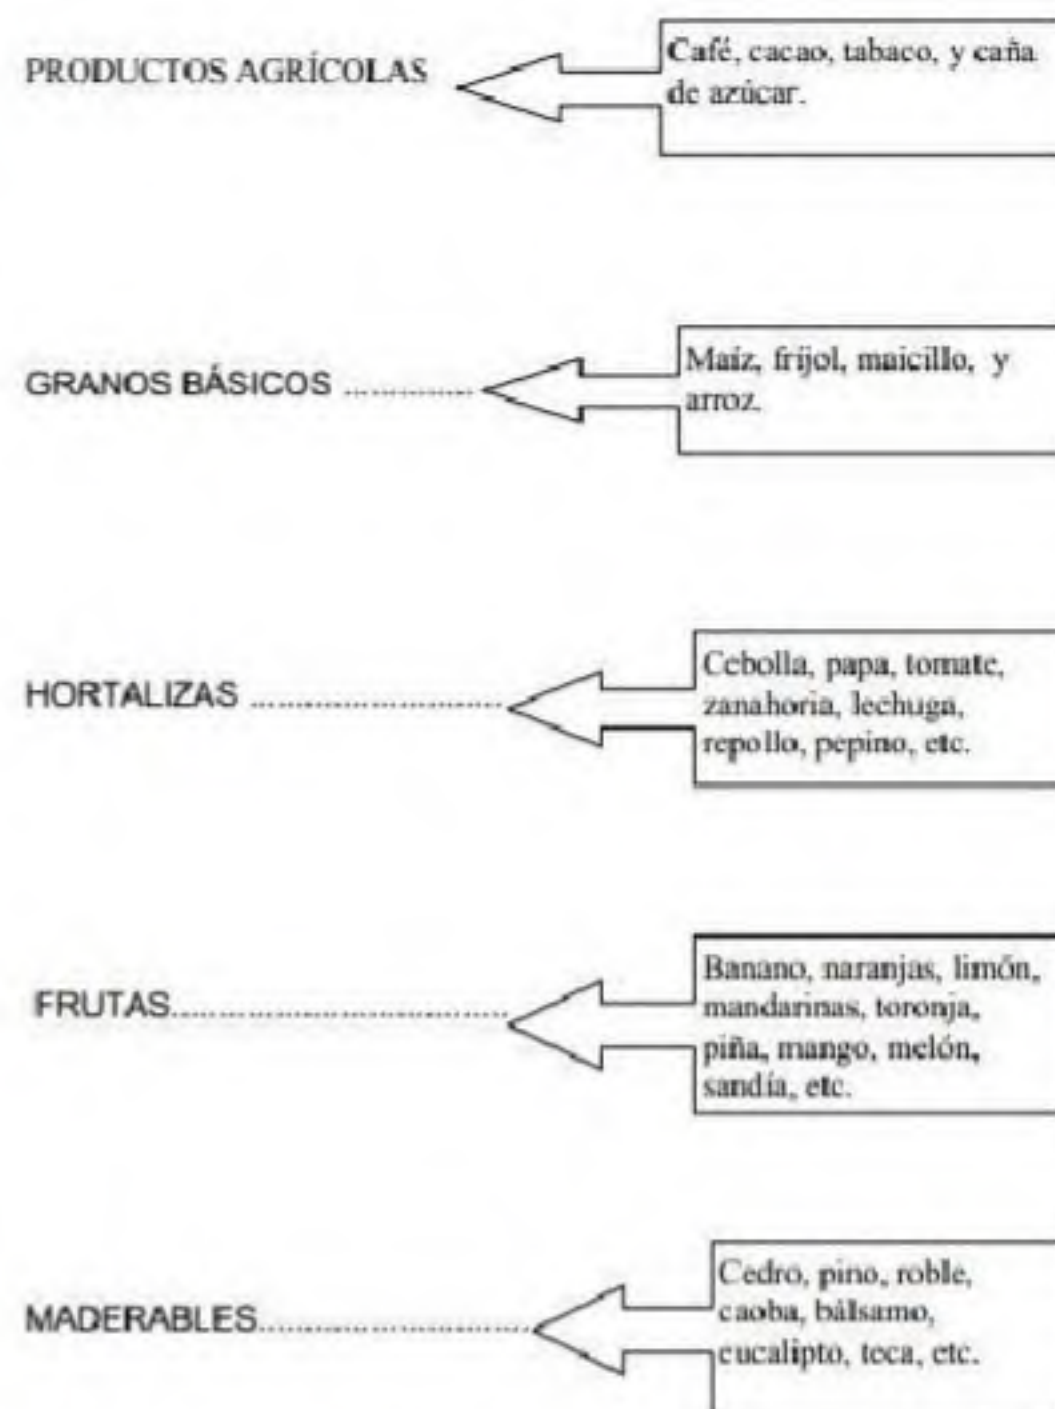 PRODUCTOS AGRÍCOLAS
Café, cacao, tabaco, y caña
de azúcar.
GRANOS BÁSICOS ..............
Maíz, frijol, maicillo, y
arroz.
HORTALIZAS ............................
Cebolla, papa, tomate,
zanahoria, lechuga,
repollo, pepino, etc.
FRUTAS......................................
Banano, naranjas, limón,
mandarinas, toronja,
piña, mango, melón,
sandía, etc.
MADERABLES..............................
Cedro, pino, roble,
caoba, bálsamo,
eucalipto, teca, etc.